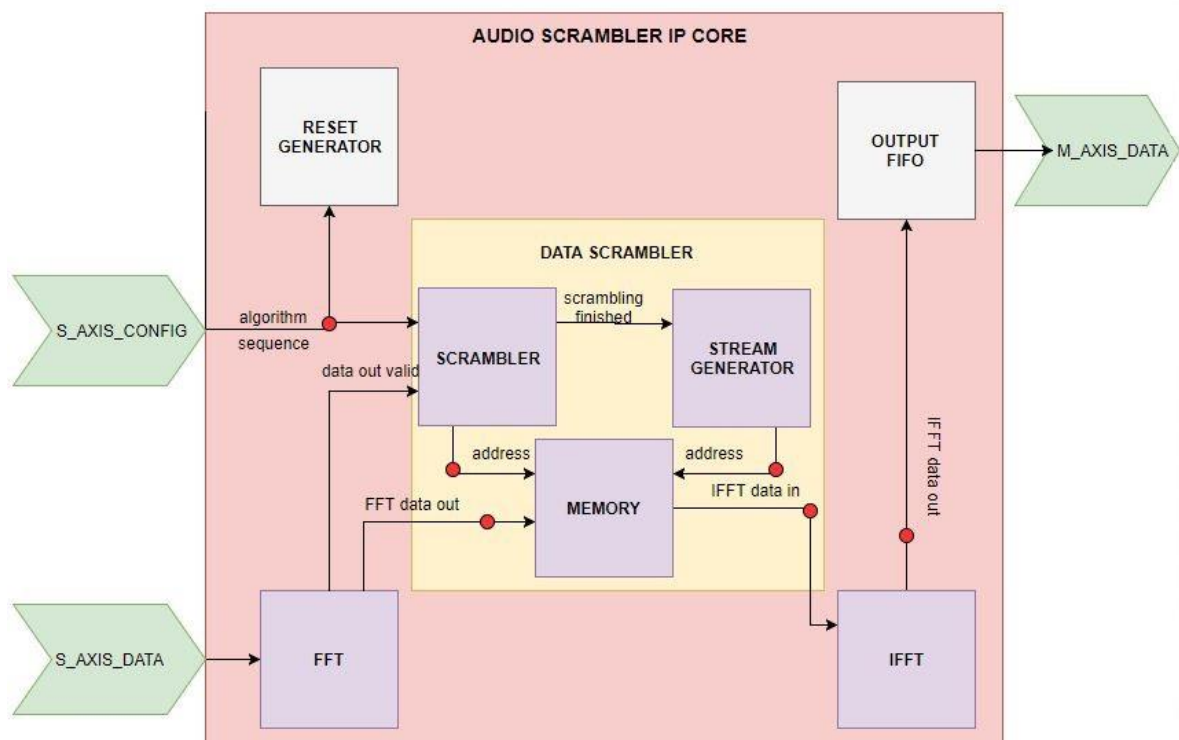 AUDIO SCRAMBLER IP CORE
RESET
GENERATOR
OUTPUT
FIFO
M_AXIS_DATA
DATA SCRAMBLER
S_AXIS_CONFIG
algorithm
sequence
scrambling
finished
SCRAMBLER
STREAM
GENERATOR
data out valid
address
address
FFT data out
MEMORY
IFFT data in
IFFT data out
S_AXIS_DATA
FFT
IFFT